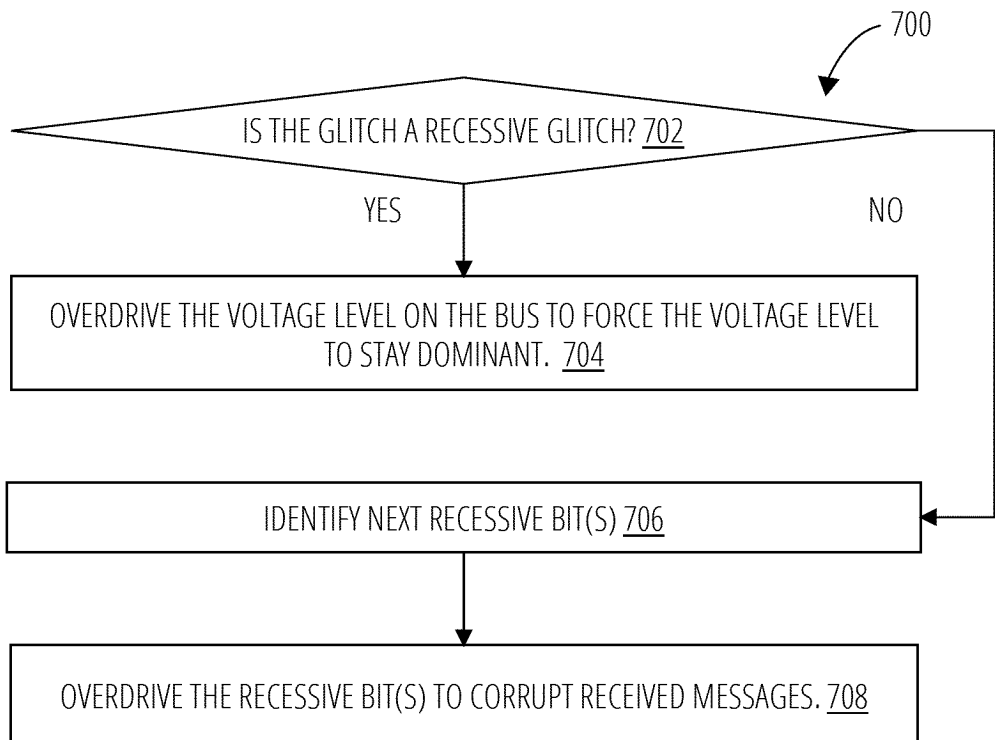 700
IS THE GLITCH A RECESSIVE GLITCH? 702
YES
NO
OVERDRIVE THE VOLTAGE LEVEL ON THE BUS TO FORCE THE VOLTAGE LEVEL
TO STAY DOMINANT. 704
IDENTIFY NEXT RECESSIVE BIT(S) 706
OVERDRIVE THE RECESSIVE BIT(S) TO CORRUPT RECEIVED MESSAGES. 708